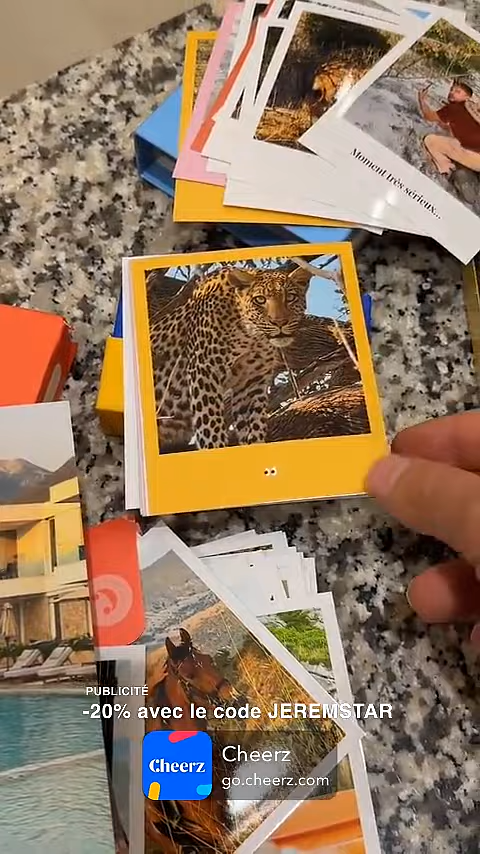 Moment très sérieux...
PUBLICITÉ
-20% avec le code JEREMSTAR
Cheerz
Cheerz
go.cheerz.com